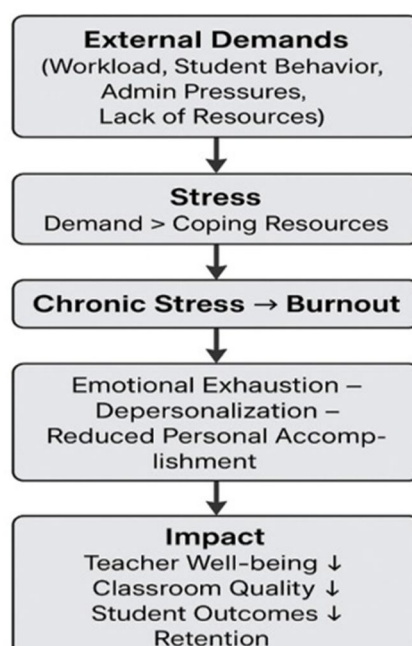 External Demands
(Workload, Student Behavior,
Admin Pressures,
Lack of Resources)
Stress
Demand > Coping Resources
Chronic Stress → Burnout
Emotional Exhaustion –
Depersonalization –
Reduced Personal Accomp-
lishment
Impact
Teacher Well-being ↓
Classroom Quality ↓
Student Outcomes ↓
Retention